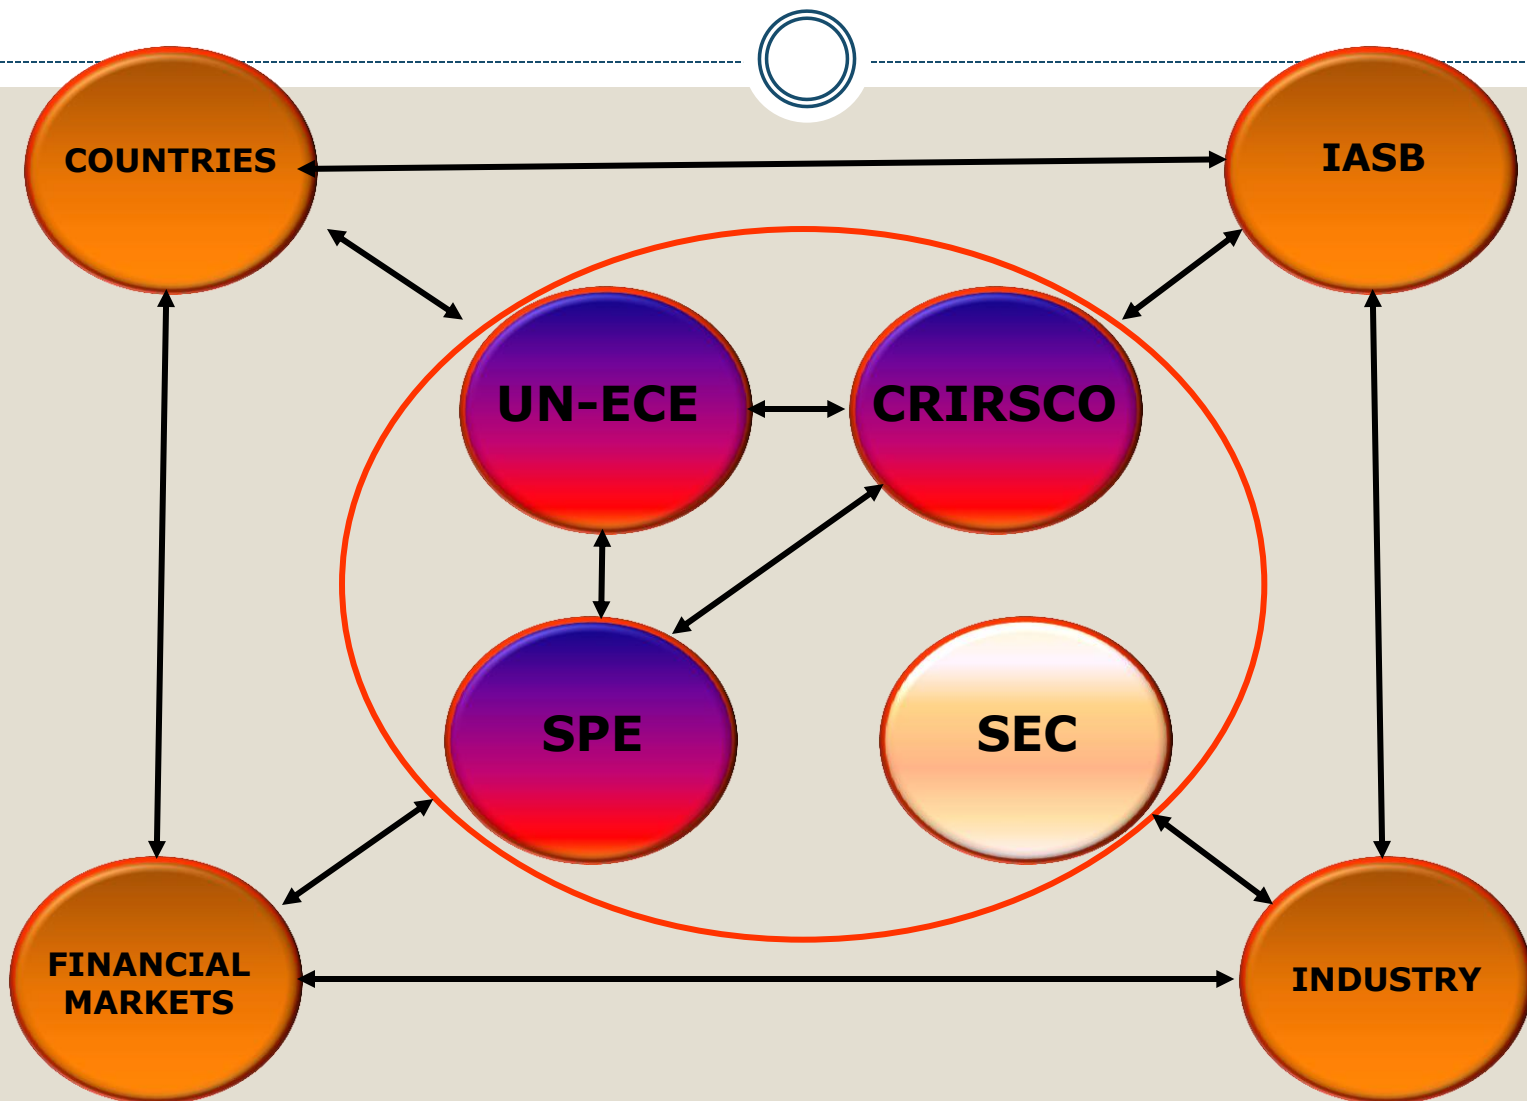 COUNTRIES
IASB
UN-ECE
CRIRSCO
SPE
SEC
FINANCIAL
MARKETS
INDUSTRY